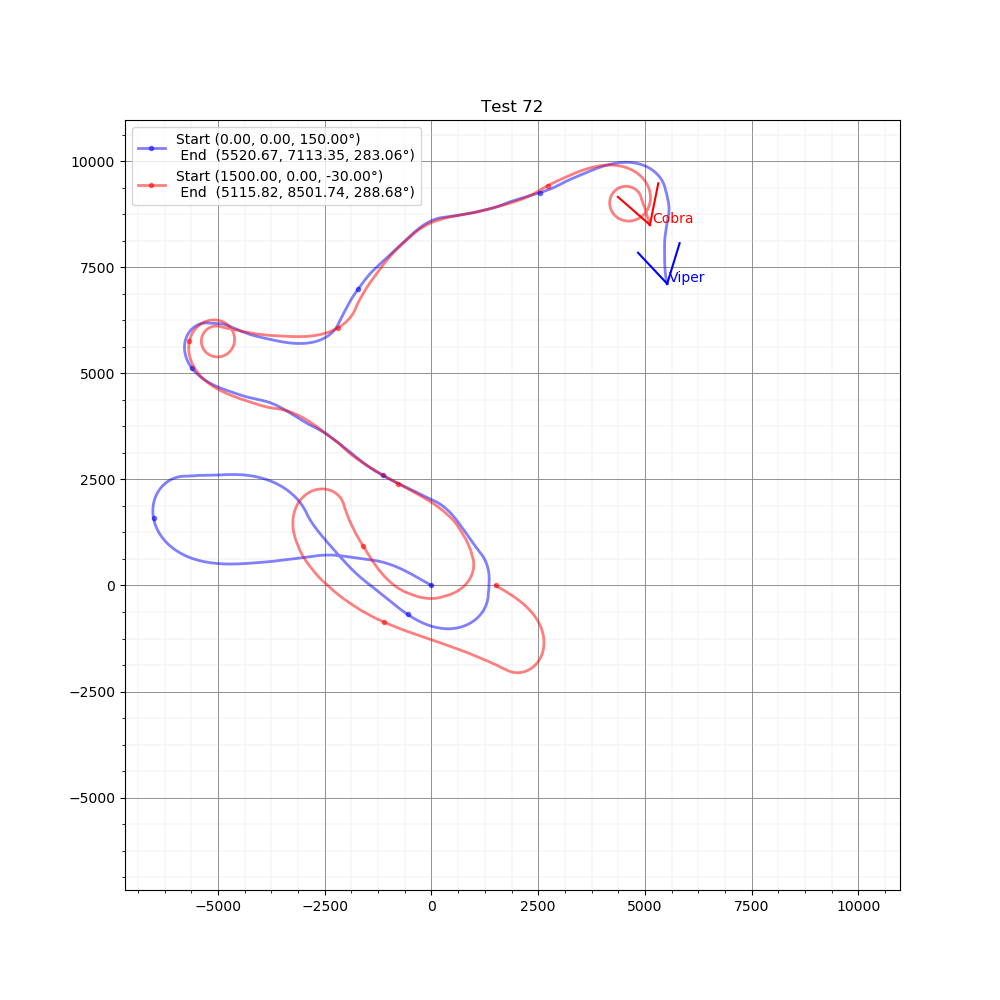 Test 72
Start (0.00, 0.00, 150.00°)
End (5520.67, 7113.35, 283.06°)
Start (1500.00, 0.00, -30.00°)
End (5115.82, 8501.74, 288.68°)
10000
7500
5000
2500
0
−2500
−5000
Cobra
Viper
−5000 −2500 0 2500 5000 7500 10000